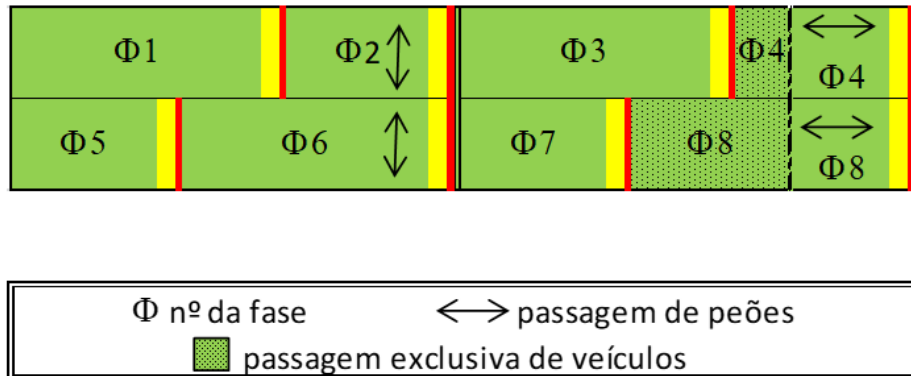 Φ1 Φ2 Φ3 Φ4 Φ4
Φ5 Φ6 Φ7 Φ8 Φ8
Φ nº da fase passagem de peões
passagem exclusiva de veículos